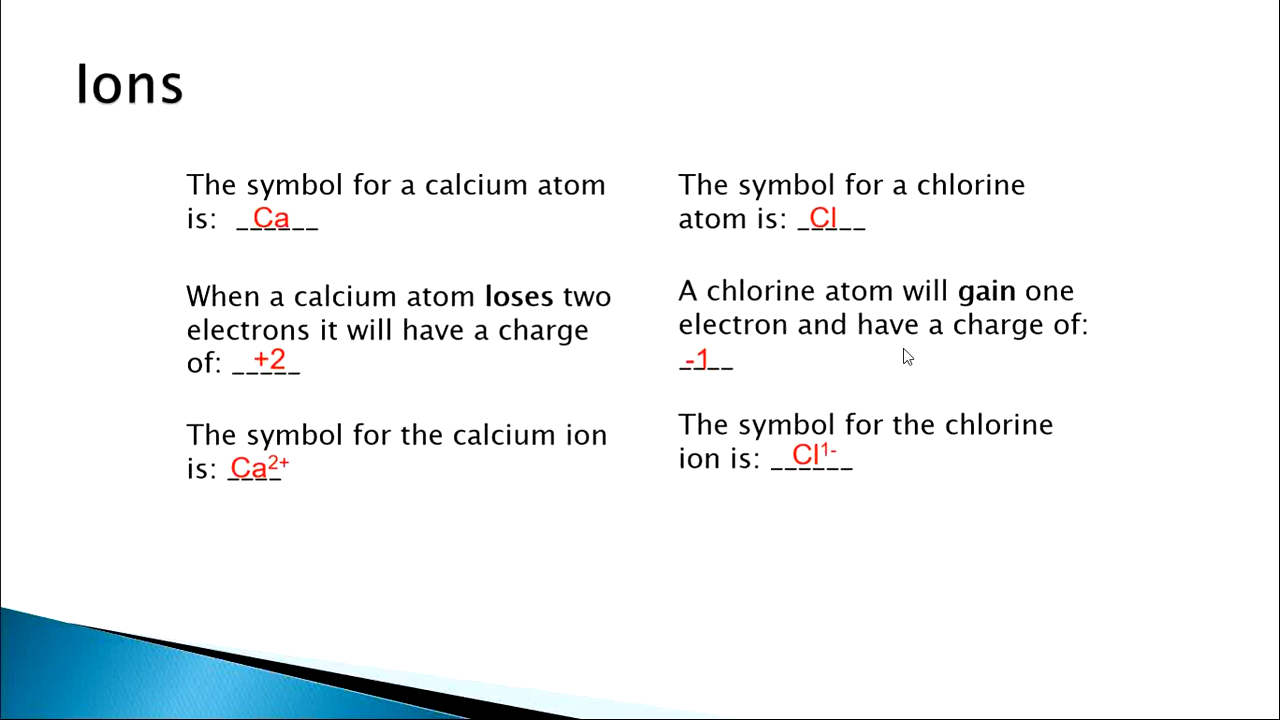 Ions
The symbol for a calcium atom
is: __Ca____
When a calcium atom loses two
electrons it will have a charge
of: _+2____
The symbol for the calcium ion
is: Ca²⁺_
The symbol for a chlorine
atom is: _Cl__
A chlorine atom will gain one
electron and have a charge of:
-1__
The symbol for the chlorine
ion is: __Cl¹⁻__